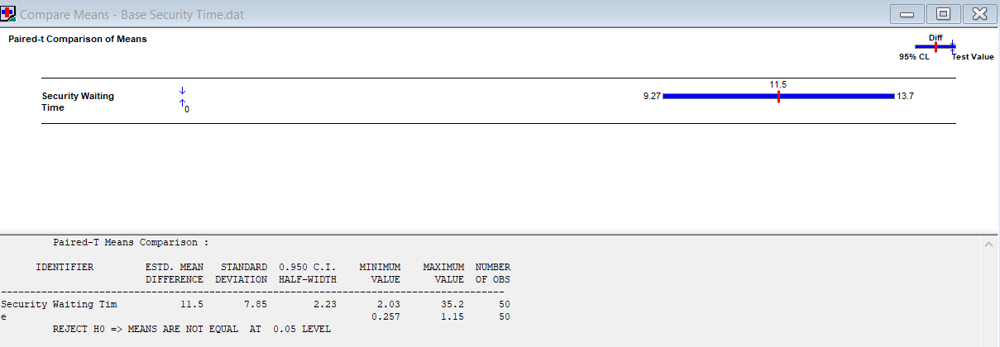 Compare Means - Base Security Time.dat
Paired-t Comparison of Means
Diff
95% CL Test Value
11.5
Security Waiting 9.27 13.7
Time 0
Paired-T Means Comparison :
IDENTIFIER ESTD. MEAN STANDARD 0.950 C.I. MINIMUM MAXIMUM NUMBER
DIFFERENCE DEVIATION HALF-WIDTH VALUE VALUE OF OBS
--------------------------------------------------------------------------------------
Security Waiting Tim 11.5 7.85 2.23 2.03 35.2 50
e 0.257 1.15 50
REJECT H0 => MEANS ARE NOT EQUAL AT 0.05 LEVEL